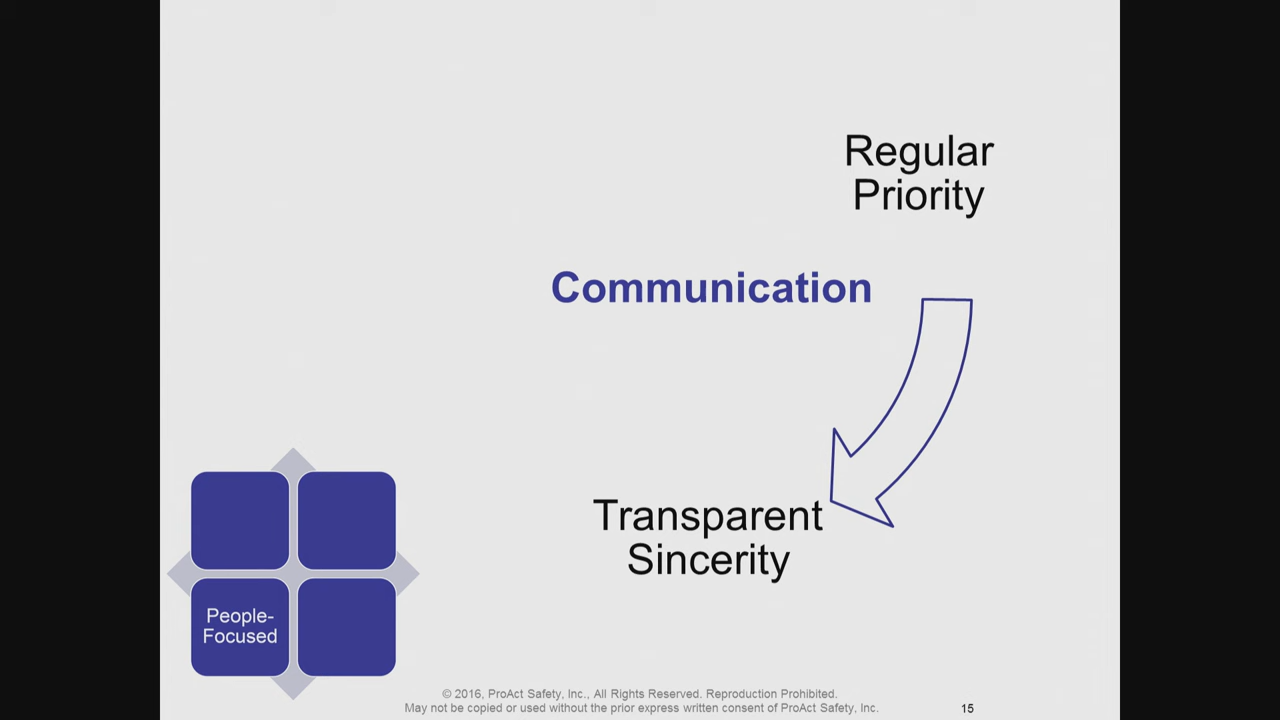 Regular
Priority
Communication
Transparent
Sincerity
People-
Focused
© 2016, ProAct Safety, Inc., All Rights Reserved. Reproduction Prohibited.
May not be copied or used without the prior express written consent of ProAct Safety, Inc.
15